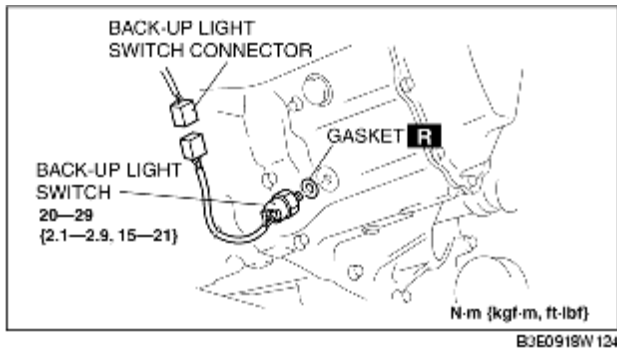 BACK-UP LIGHT
SWITCH CONNECTOR
GASKET R
BACK-UP LIGHT
SWITCH
20—29
{2.1—2.9, 15—21}
N·m {kgf·m, ft·lbf}
B3E0918W124